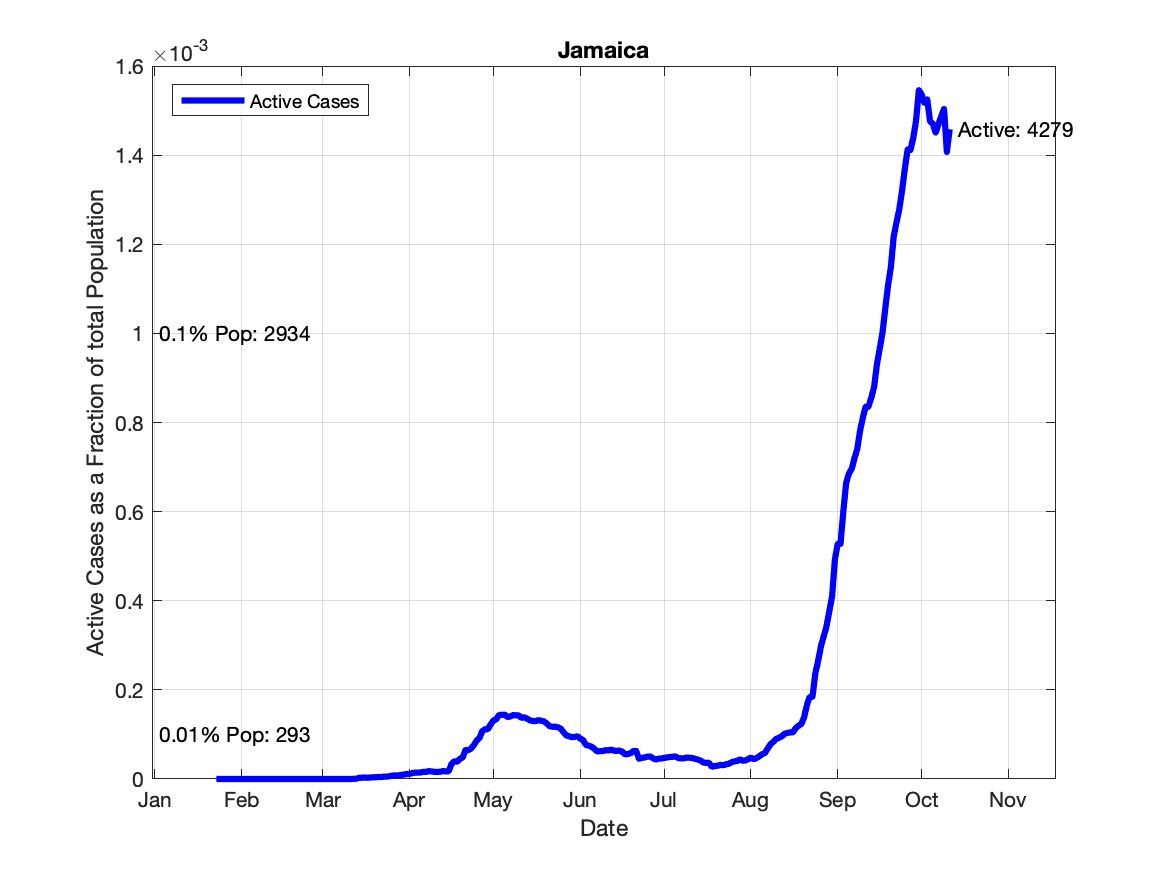 Jamaica
×10-3
1.6
1.4
1.2
1
0.8
0.6
0.4
0.2
0
Active Cases
Active: 4279
0.1% Pop: 2934
0.01% Pop: 293
Active Cases as a Fraction of total Population
Jan Feb Mar Apr May Jun Jul Aug Sep Oct Nov
Date